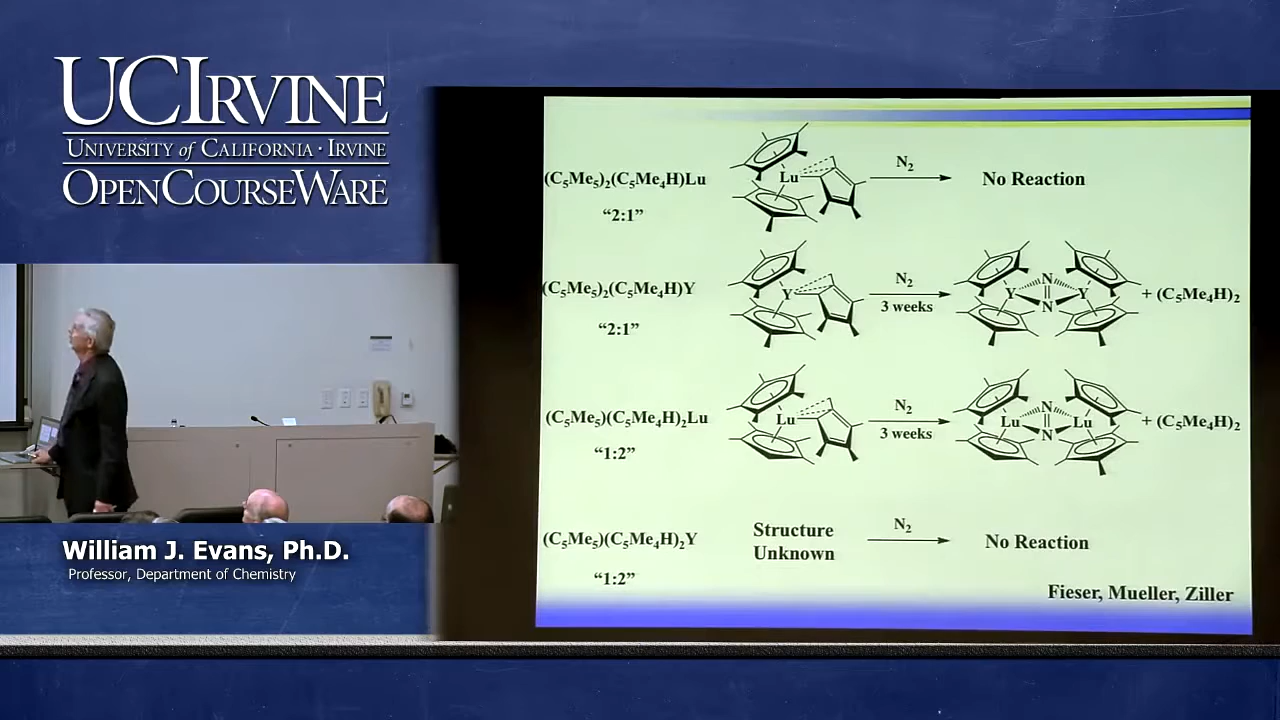 UCIRVINE
UNIVERSITY of CALIFORNIA · IRVINE
OPENCOURSEWARE
(C₅Me₅)₂(C₅Me₄H)Lu
“2:1”
Lu
N₂
No Reaction
(C₅Me₅)₂(C₅Me₄H)Y
“2:1”
Y
N₂
3 weeks
Y N N Y
+ (C₅Me₄H)₂
(C₅Me₅)(C₅Me₄H)₂Lu
“1:2”
Lu
N₂
3 weeks
Lu N N Lu
+ (C₅Me₄H)₂
(C₅Me₅)(C₅Me₄H)₂Y
“1:2”
Structure
Unknown
N₂
No Reaction
Fieser, Mueller, Ziller
William J. Evans, Ph.D.
Professor, Department of Chemistry